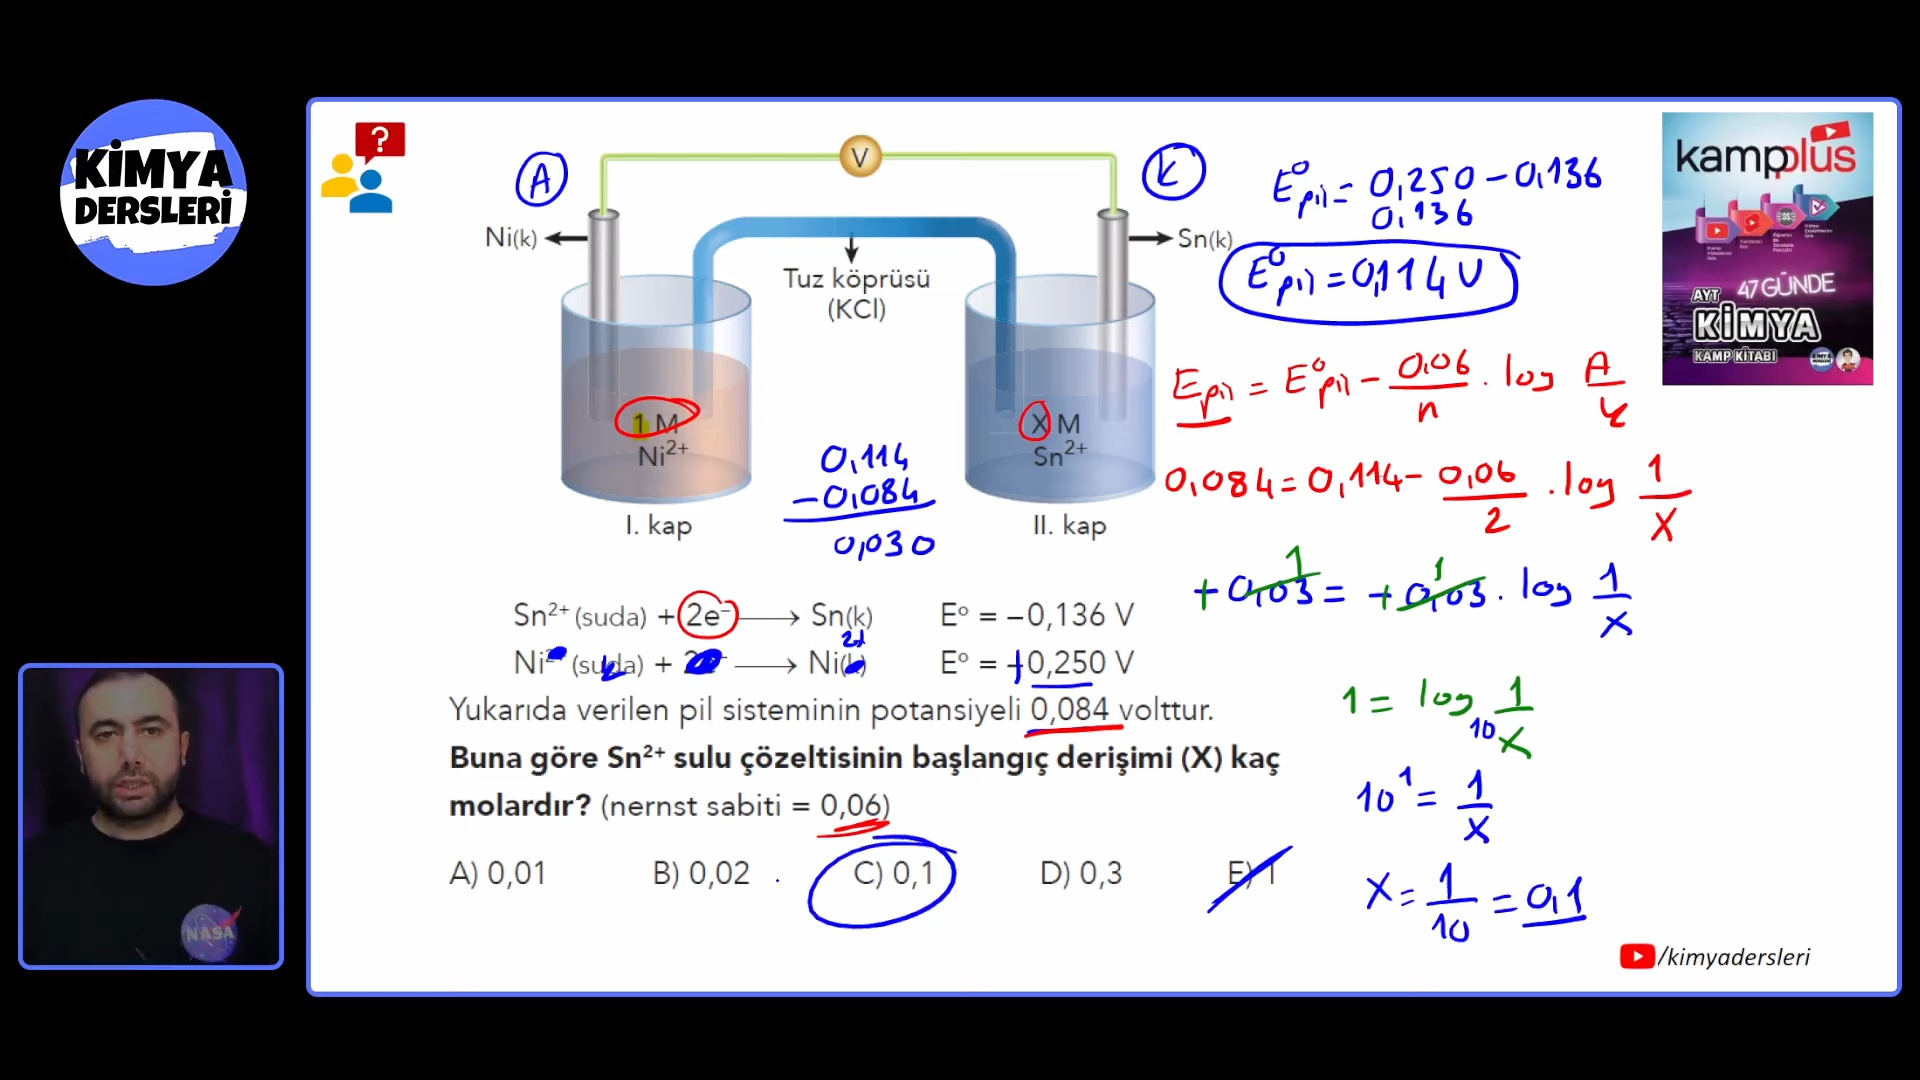 KİMYA
DERSLERİ
?
A
V
K
Ni(k)
Sn(k)
Tuz köprüsü
(KCl)
1 M
Ni²⁺
X M
Sn²⁺
I. kap
II. kap
0,114
−0,084
0,030
E°pil = 0,250 − 0,136
0,136
E°pil = 0,114 V
Epil = E°pil − 0,06/n . log A/K
0,084 = 0,114 − 0,06/2 . log 1/X
+ 0,03 = + 0,03 . log 1/X
1
1
1 = log₁₀ 1/X
10¹ = 1/X
X = 1/10 = 0,1
Sn²⁺ (suda) + 2e⁻ ⟶ Sn(k) E° = −0,136 V
2+
Ni (suda) + 2e⁻ ⟶ Ni(k) E° = +0,250 V
k
Yukarıda verilen pil sisteminin potansiyeli 0,084 volttur.
Buna göre Sn²⁺ sulu çözeltisinin başlangıç derişimi (X) kaç
molardır? (nernst sabiti = 0,06)
A) 0,01 B) 0,02 C) 0,1 D) 0,3 E) 1
kampplus
AYT 47 GÜNDE
KİMYA
KAMP KİTABI
NASA
/kimyadersleri